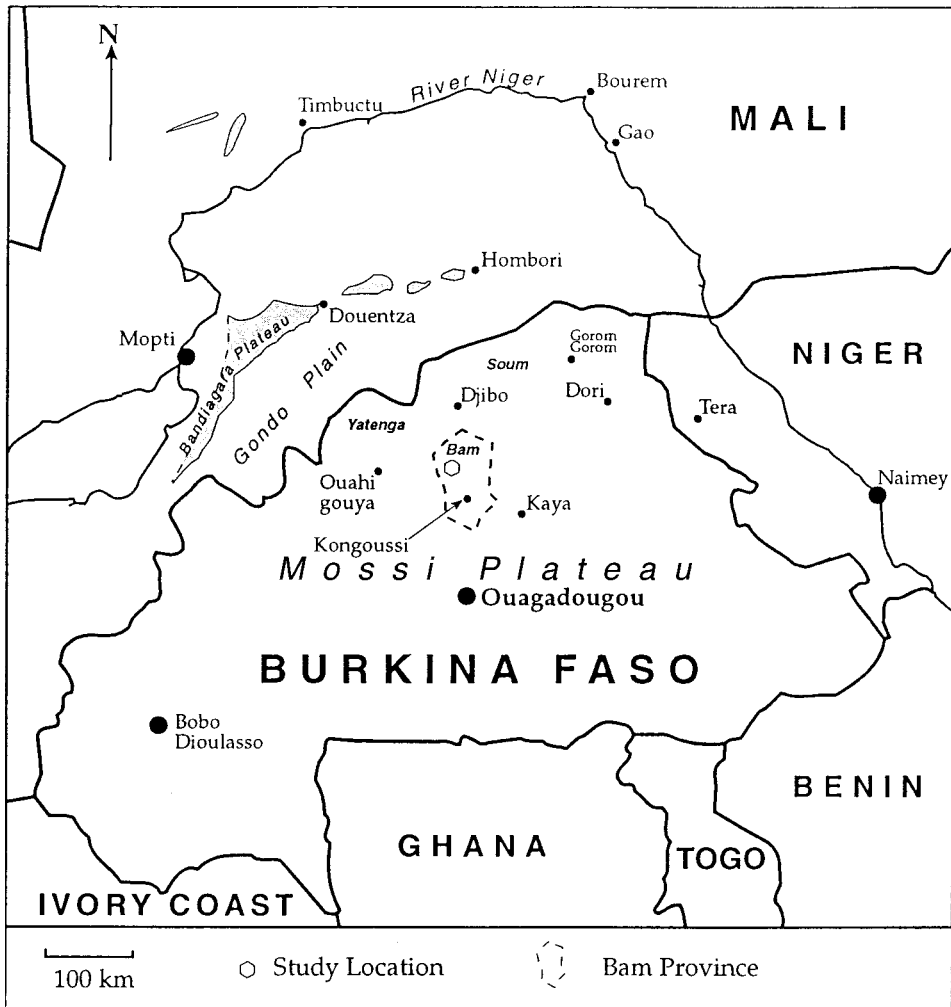 N
River Niger
Bourem
Timbuctu
MALI
Gao
Hombori
Douentza
Mopti
Bandiagara Plateau
Gondo Plain
NIGER
Gorom
Gorom
Soum
Djibo
Dori
Tera
Yatenga
Bam
Ouahi
gouya
Naimey
Kaya
Kongoussi
Mossi Plateau
Ouagadougou
BURKINA FASO
Bobo
Dioulasso
BENIN
GHANA
TOGO
IVORY COAST
100 km
Study Location
Bam Province